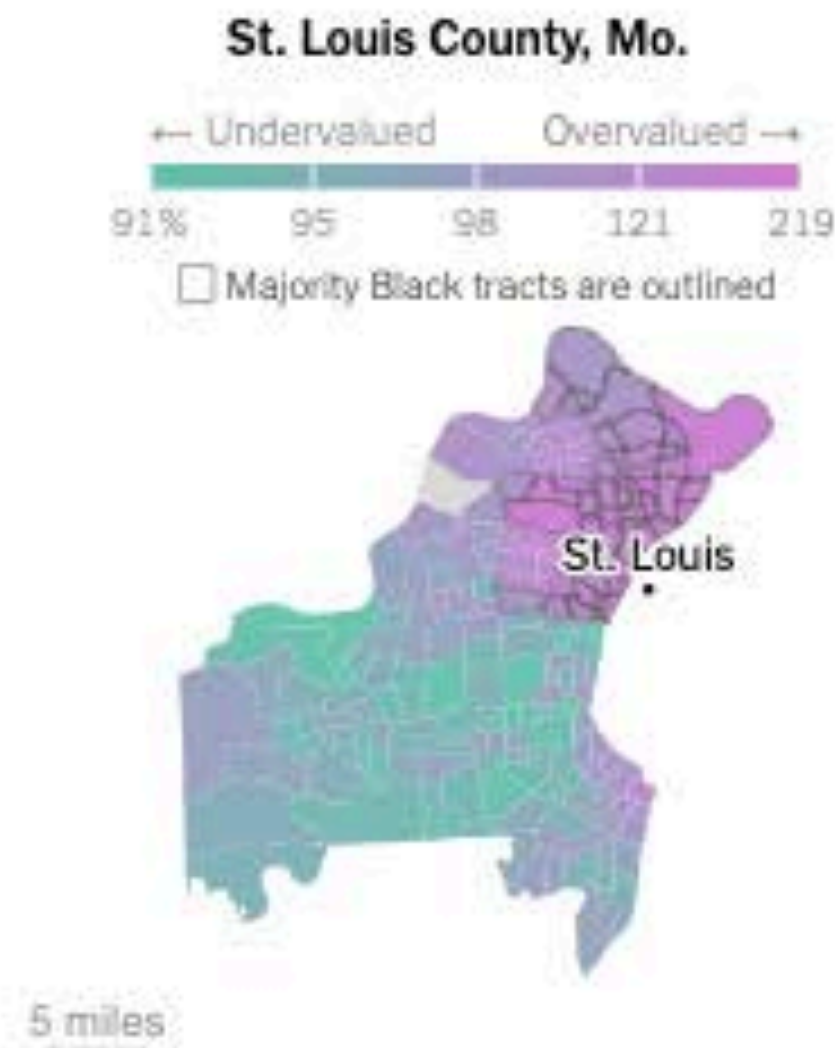 St. Louis County, Mo.
← Undervalued Overvalued →
91% 95 98 121 219
Majority Black tracts are outlined
St. Louis
5 miles